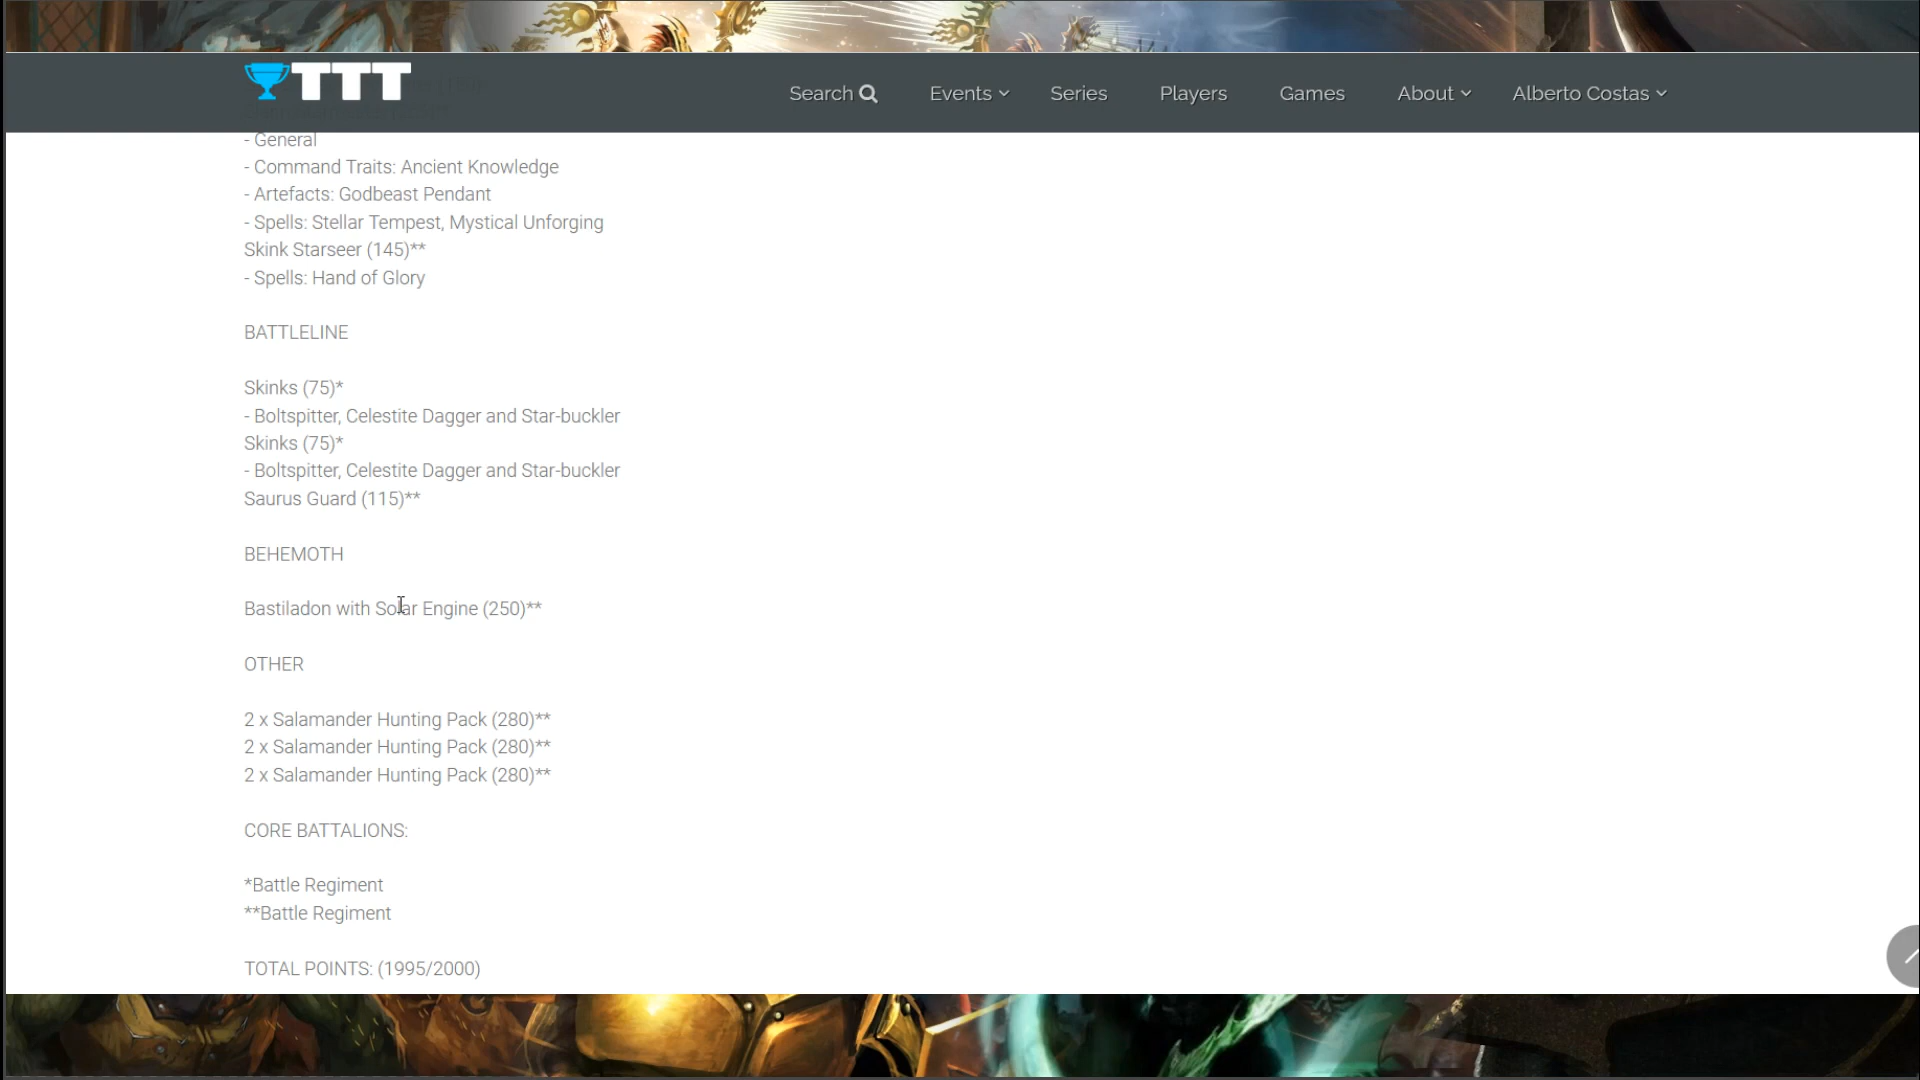 TTT
Search
Events
Series
Players
Games
About
Alberto Costas
- General
- Command Traits: Ancient Knowledge
- Artefacts: Godbeast Pendant
- Spells: Stellar Tempest, Mystical Unforging
Skink Starseer (145)**
- Spells: Hand of Glory
BATTLELINE
Skinks (75)*
- Boltspitter, Celestite Dagger and Star-buckler
Skinks (75)*
- Boltspitter, Celestite Dagger and Star-buckler
Saurus Guard (115)**
BEHEMOTH
Bastiladon with Solar Engine (250)**
OTHER
2 x Salamander Hunting Pack (280)**
2 x Salamander Hunting Pack (280)**
2 x Salamander Hunting Pack (280)**
CORE BATTALIONS:
*Battle Regiment
**Battle Regiment
TOTAL POINTS: (1995/2000)